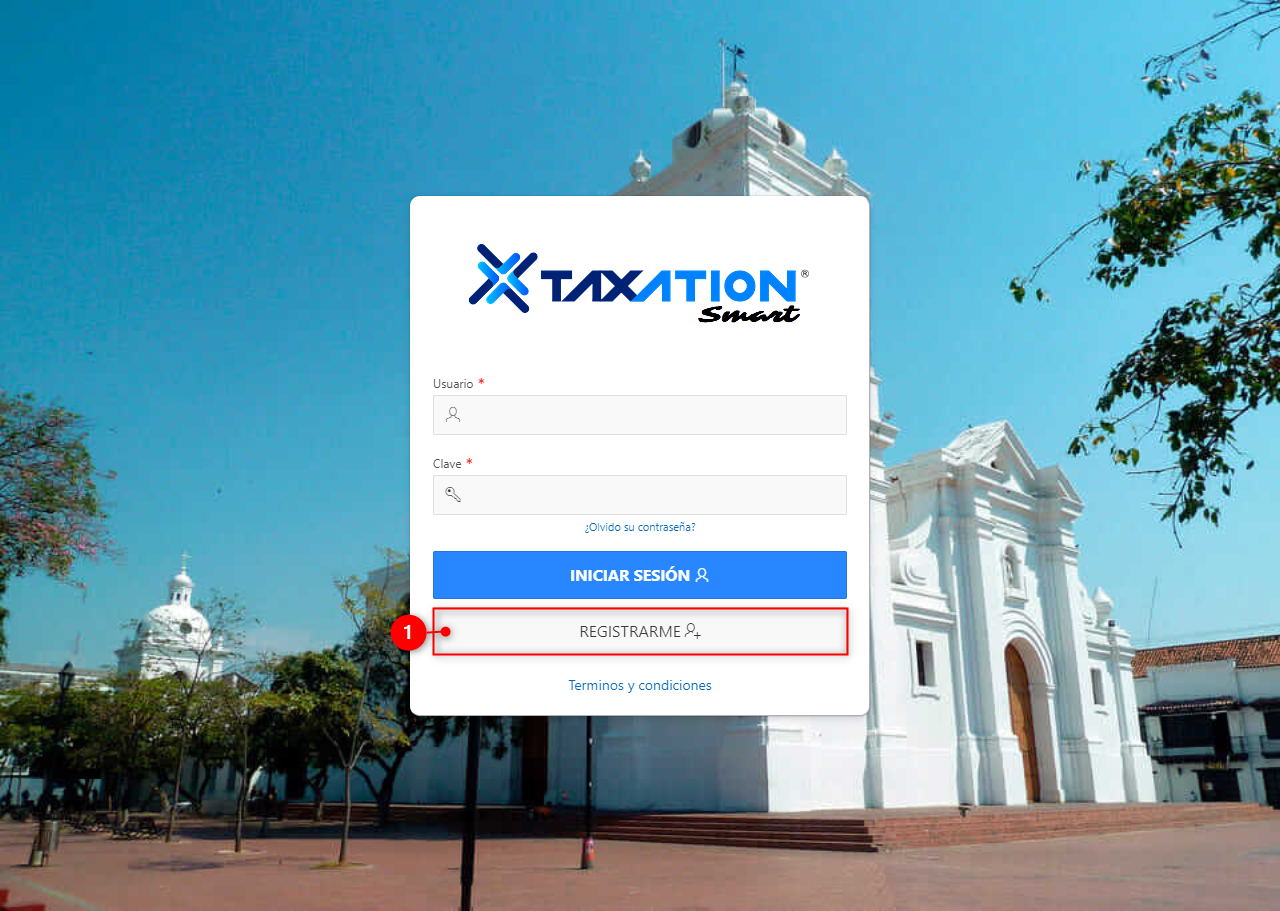 TAXATION ®
Smart
Usuario *
Clave *
¿Olvido su contraseña?
INICIAR SESIÓN
1
REGISTRARME
Terminos y condiciones